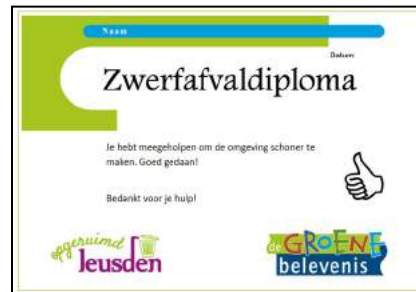 Naam
Datum
Zwerfafvaldiploma
Je hebt meegeholpen om de omgeving schoner te
maken. Goed gedaan!
Bedankt voor je hulp!
opgeruimd
leusden
de GROENE
belevenis